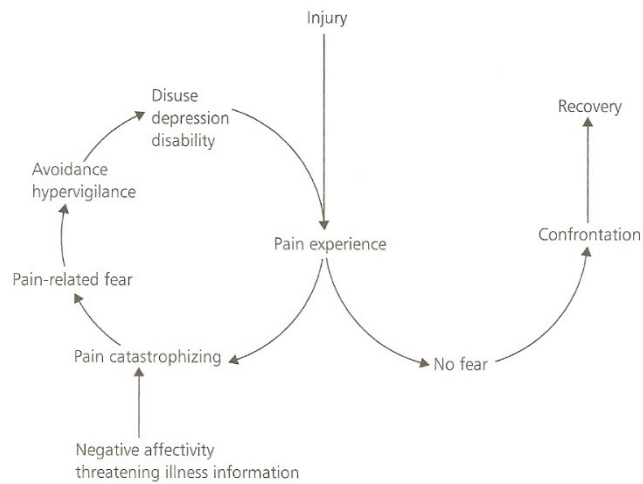 Injury
Disuse
depression
disability
Recovery
Avoidance
hypervigilance
Pain experience
Confrontation
Pain-related fear
Pain catastrophizing
No fear
Negative affectivity
threatening illness information